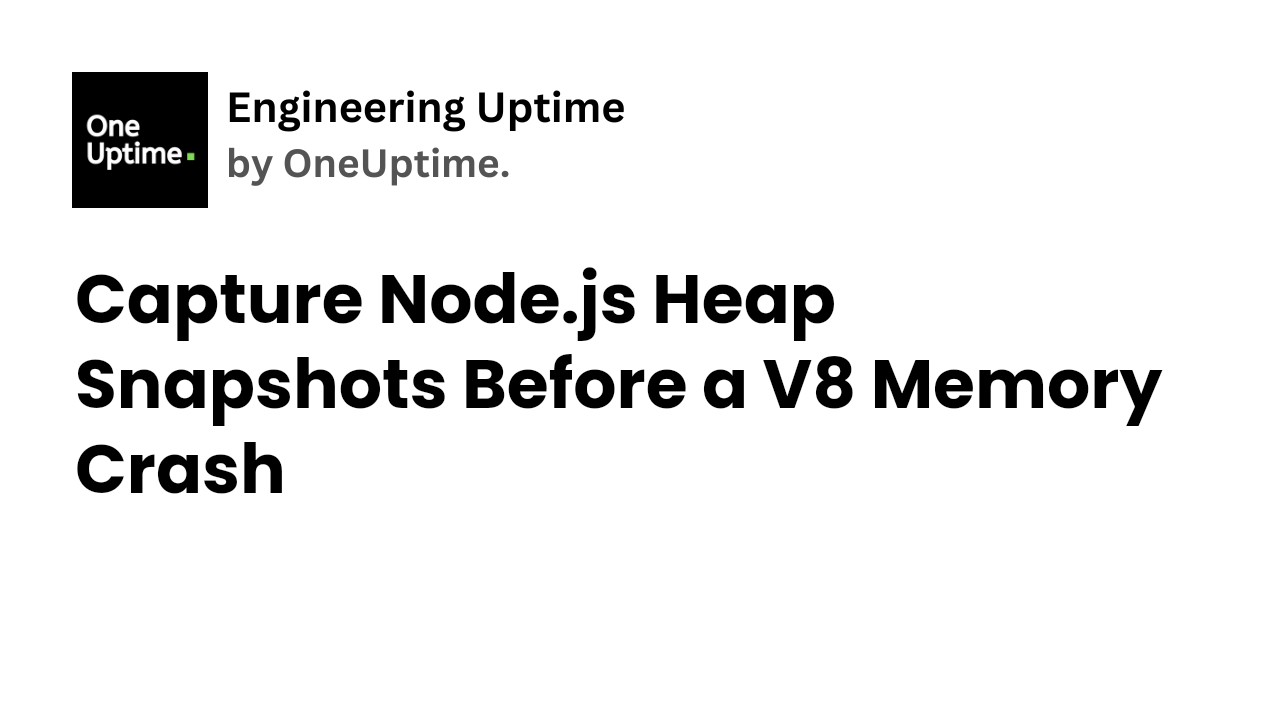 One
Uptime.
Engineering Uptime
by OneUptime.
Capture Node.js Heap
Snapshots Before a V8 Memory
Crash